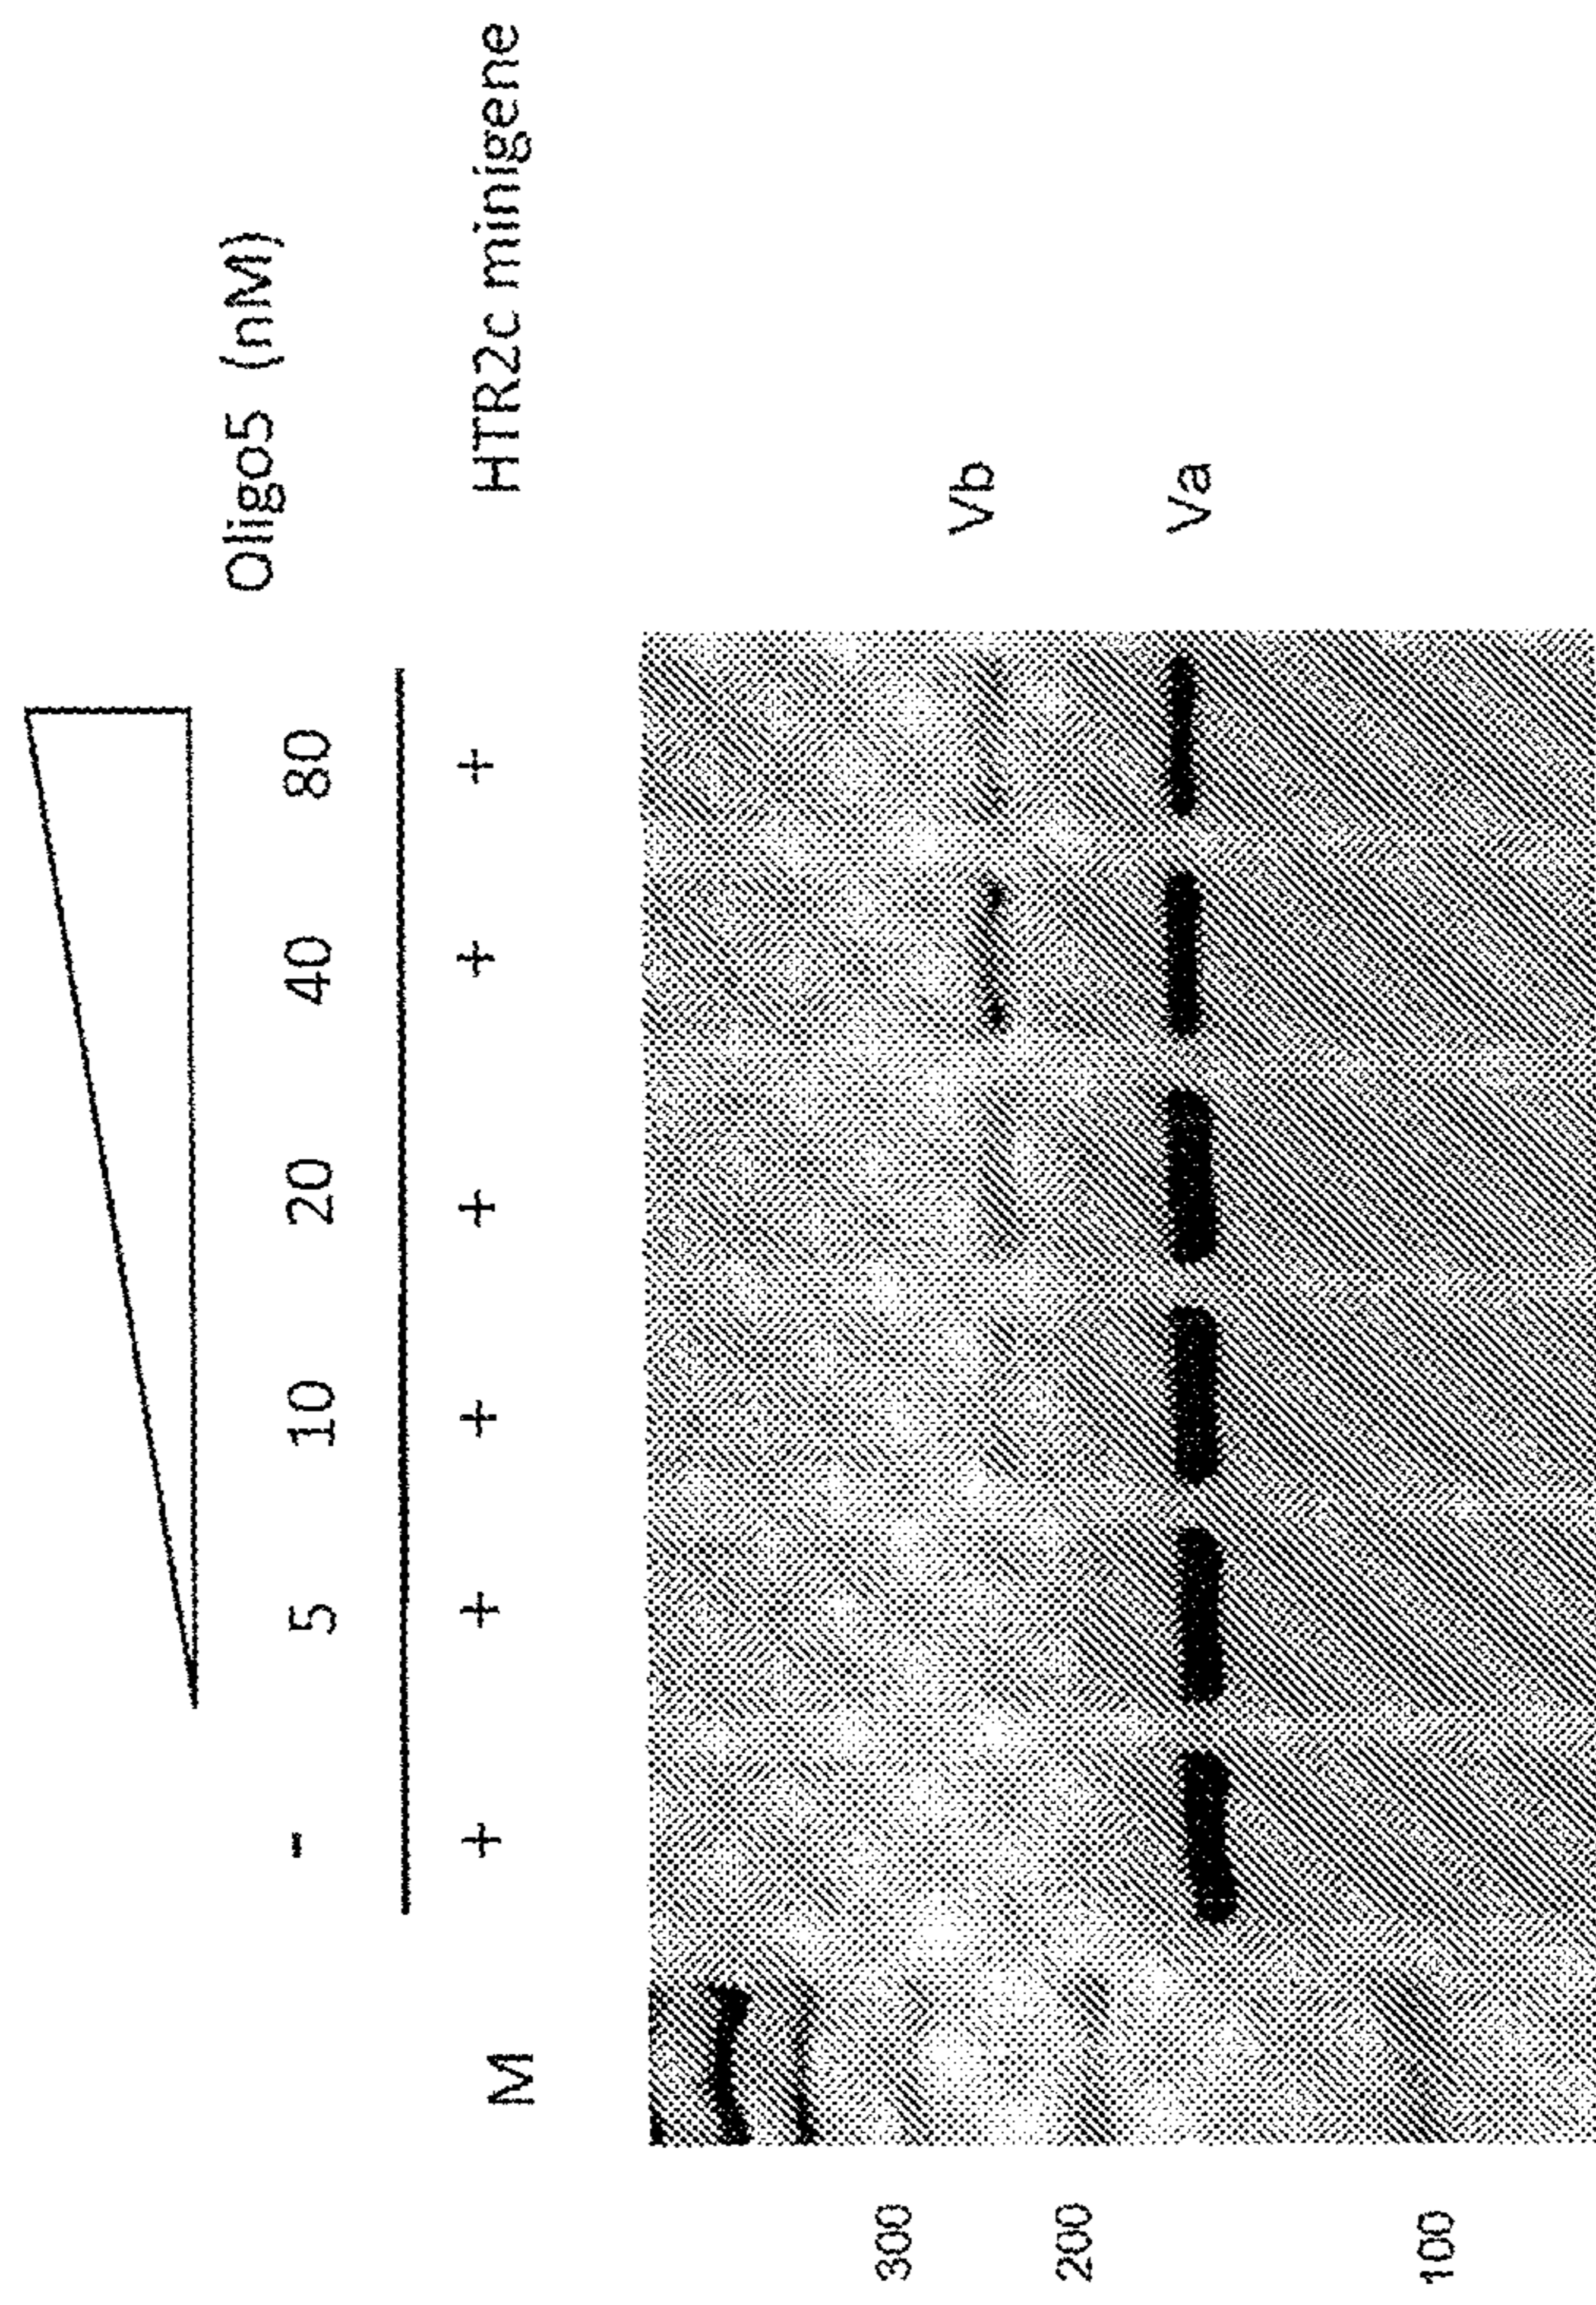 Oligo5 (nM)
- 5 10 20 40 80
HTR2c minigene
M + + + + + +
300
Vb
200
Va
100